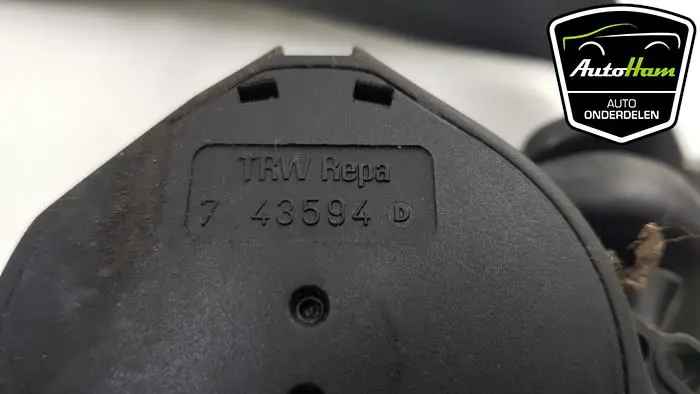 TRW Repa
7 43594 D
AutoHam
AUTO
ONDERDELEN